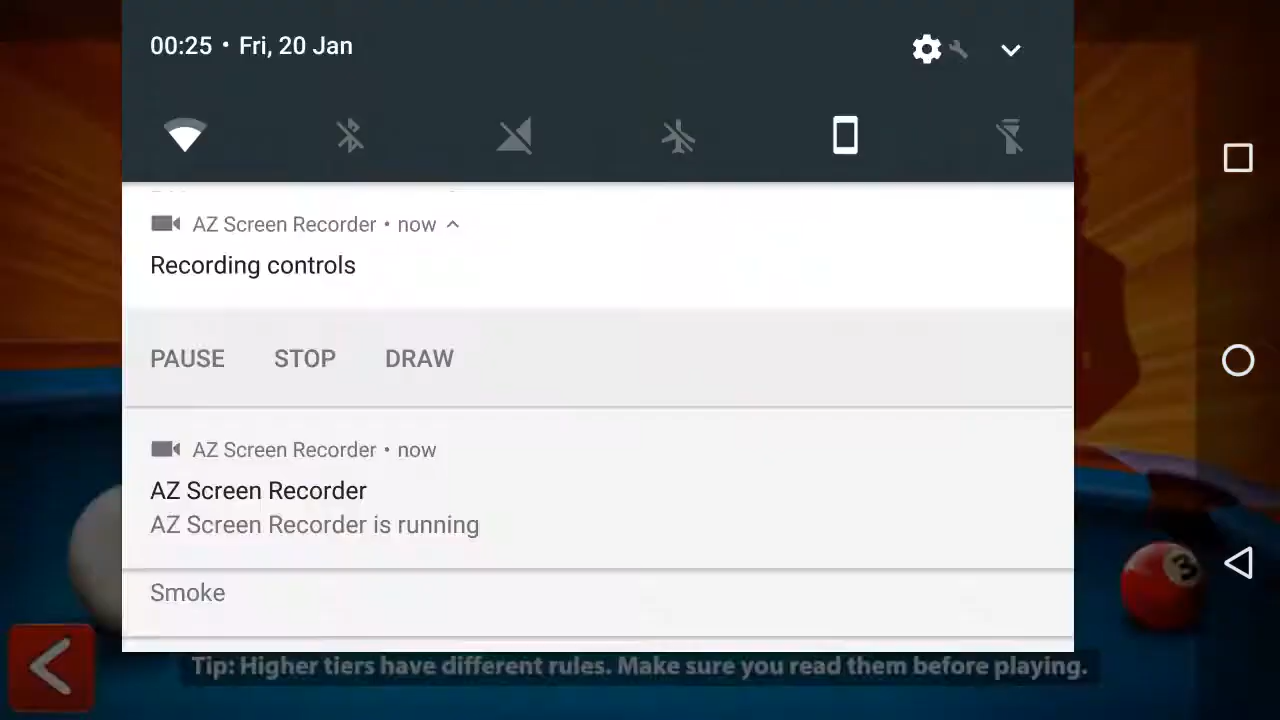 00:25 • Fri, 20 Jan
AZ Screen Recorder • now
Recording controls
PAUSE STOP DRAW
AZ Screen Recorder • now
AZ Screen Recorder
AZ Screen Recorder is running
Smoke
3
Tip: Higher tiers have different rules. Make sure you read them before playing.